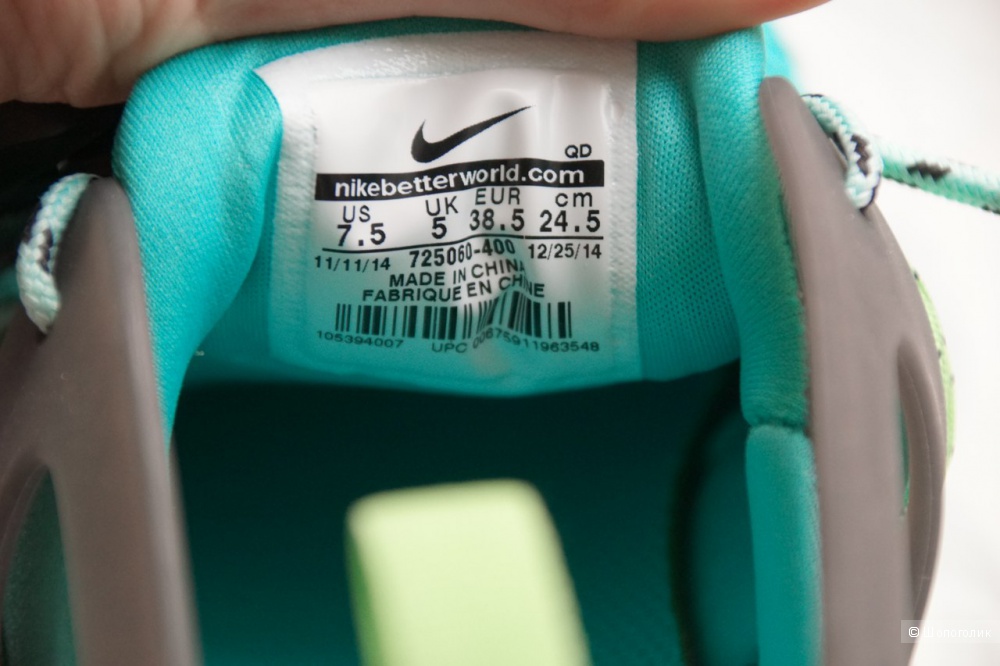 QD
nikebetterworld.com
US UK EUR cm
7.5 5 38.5 24.5
11/11/14 725060-400 12/25/14
MADE IN CHINA
FABRIQUE EN CHINE
105394007 UPC 00675911963548
© Шопоголик